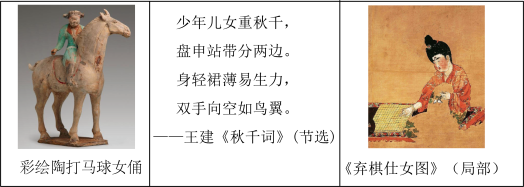 彩绘陶打马球女俑
少年儿女重秋千，
盘申站带分两边。
身轻裙薄易生力，
双手向空如鸟翼。
——王建《秋千词》(节选)
《弈棋仕女图》（局部）